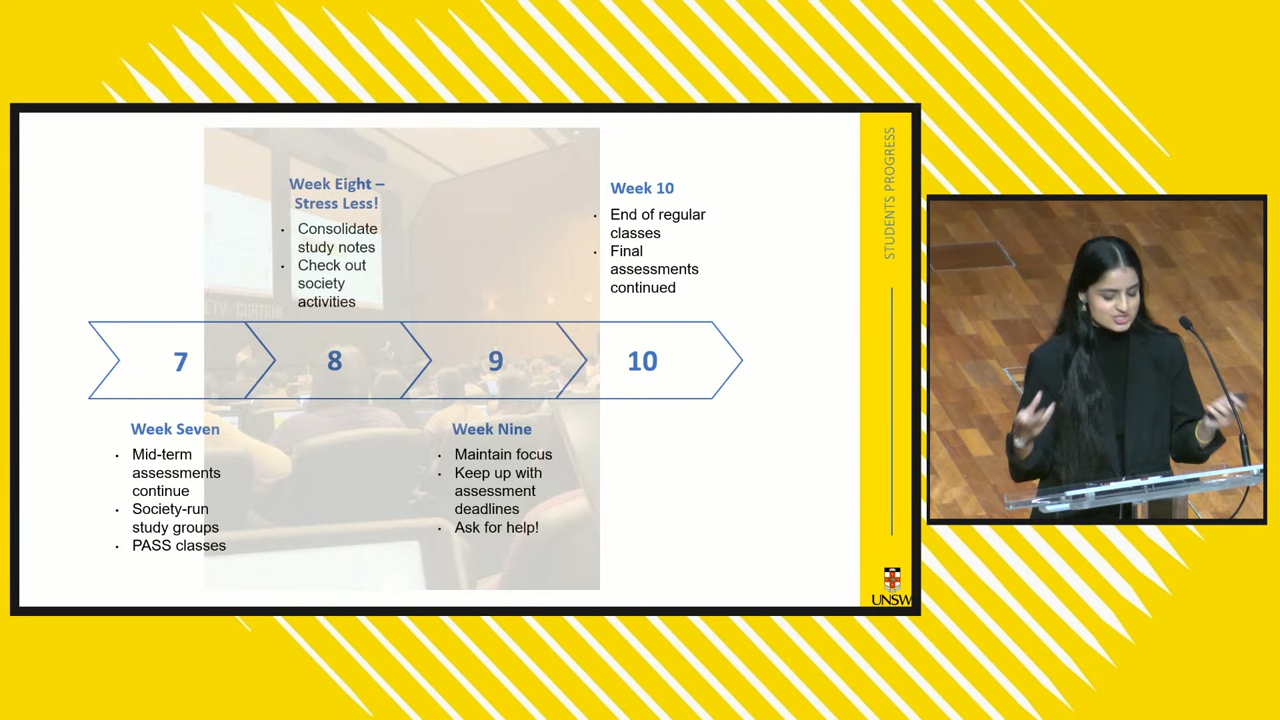 Week Eight –
Stress Less!
• Consolidate
study notes
• Check out
society
activities
Week 10
• End of regular
classes
• Final
assessments
continued
7
8
9
10
Week Seven
• Mid-term
assessments
continue
• Society-run
study groups
• PASS classes
Week Nine
• Maintain focus
• Keep up with
assessment
deadlines
• Ask for help!
STUDENTS PROGRESS
UNSW